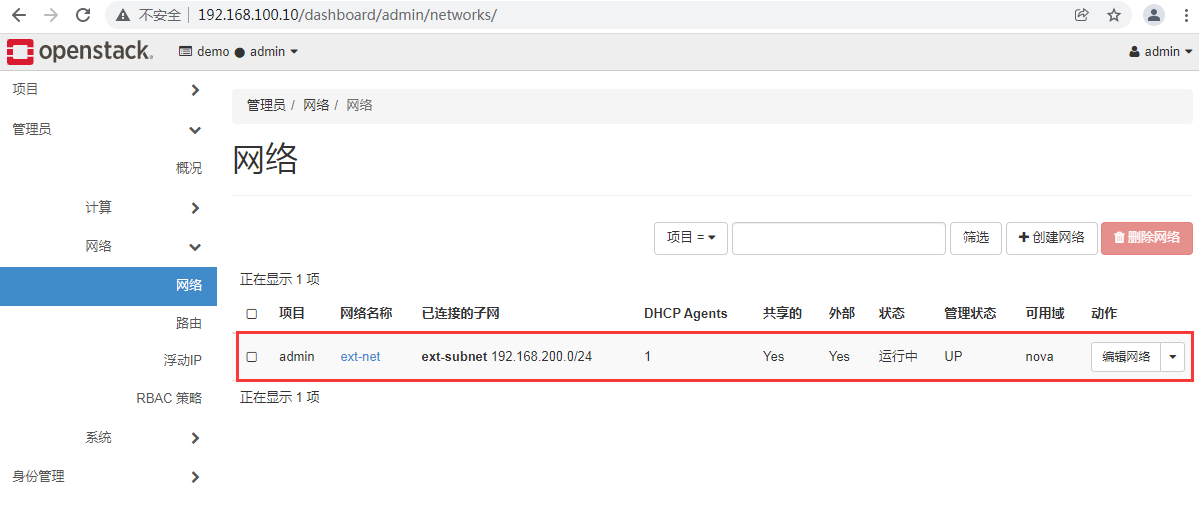 不安全 192.168.100.10/dashboard/admin/networks/
openstack. demo ● admin admin
项目
管理员
概况
计算
网络
网络
路由
浮动IP
RBAC 策略
系统
身份管理
管理员 / 网络 / 网络
网络
项目 = 筛选 创建网络 删除网络
正在显示 1 项
项目 网络名称 已连接的子网 DHCP Agents 共享的 外部 状态 管理状态 可用域 动作
admin ext-net ext-subnet 192.168.200.0/24 1 Yes Yes 运行中 UP nova 编辑网络
正在显示 1 项